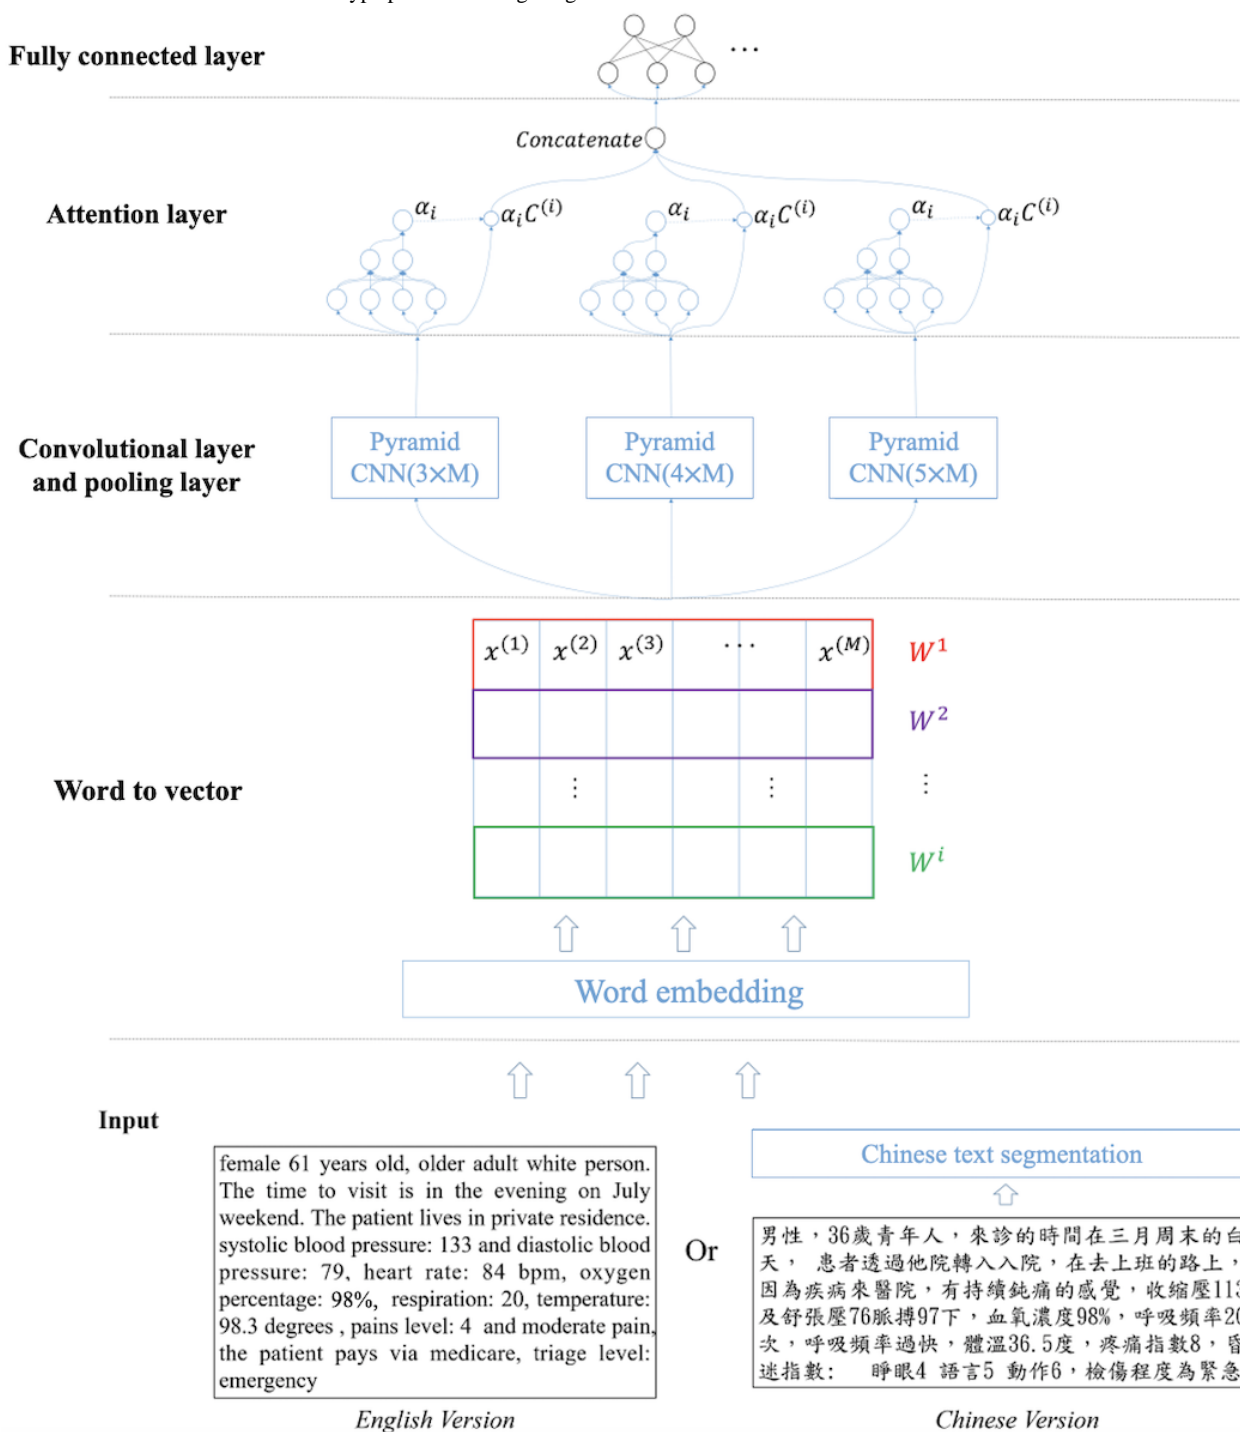 Fully connected layer
...
Concatenate
Attention layer
αᵢ
αᵢC⁽ⁱ⁾
αᵢ
αᵢC⁽ⁱ⁾
αᵢ
αᵢC⁽ⁱ⁾
Convolutional layer
and pooling layer
Pyramid
CNN(3×M)
Pyramid
CNN(4×M)
Pyramid
CNN(5×M)
x⁽¹⁾ x⁽²⁾ x⁽³⁾ ... x⁽ᴹ⁾ W¹
W²
Word to vector
⋮ ⋮ ⋮
Wⁱ
Word embedding
Input
female 61 years old, older adult white person.
The time to visit is in the evening on July
weekend. The patient lives in private residence.
systolic blood pressure: 133 and diastolic blood
pressure: 79, heart rate: 84 bpm, oxygen
percentage: 98%, respiration: 20, temperature:
98.3 degrees , pains level: 4 and moderate pain,
the patient pays via medicare, triage level:
emergency
English Version
Or
Chinese text segmentation
男性，36歲青年人，來診的時間在三月周末的白
天， 患者透過他院轉入入院，在去上班的路上，
因為疾病來醫院，有持續鈍痛的感覺，收縮壓113
及舒張壓76脈搏97下，血氧濃度98%，呼吸頻率20
次，呼吸頻率過快，體溫36.5度，疼痛指數8，昏
迷指數: 睜眼4 語言5 動作6，檢傷程度為緊急
Chinese Version